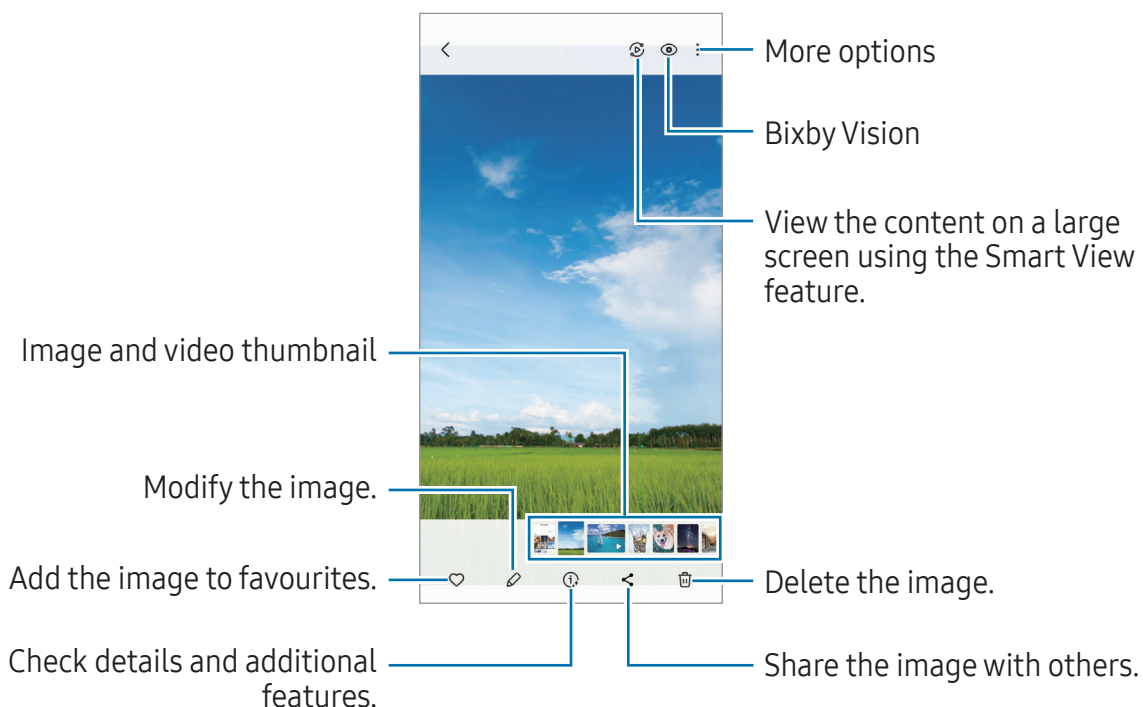 More options
Bixby Vision
View the content on a large
screen using the Smart View
feature.
Image and video thumbnail
Modify the image.
Add the image to favourites.
Delete the image.
Check details and additional
features.
Share the image with others.